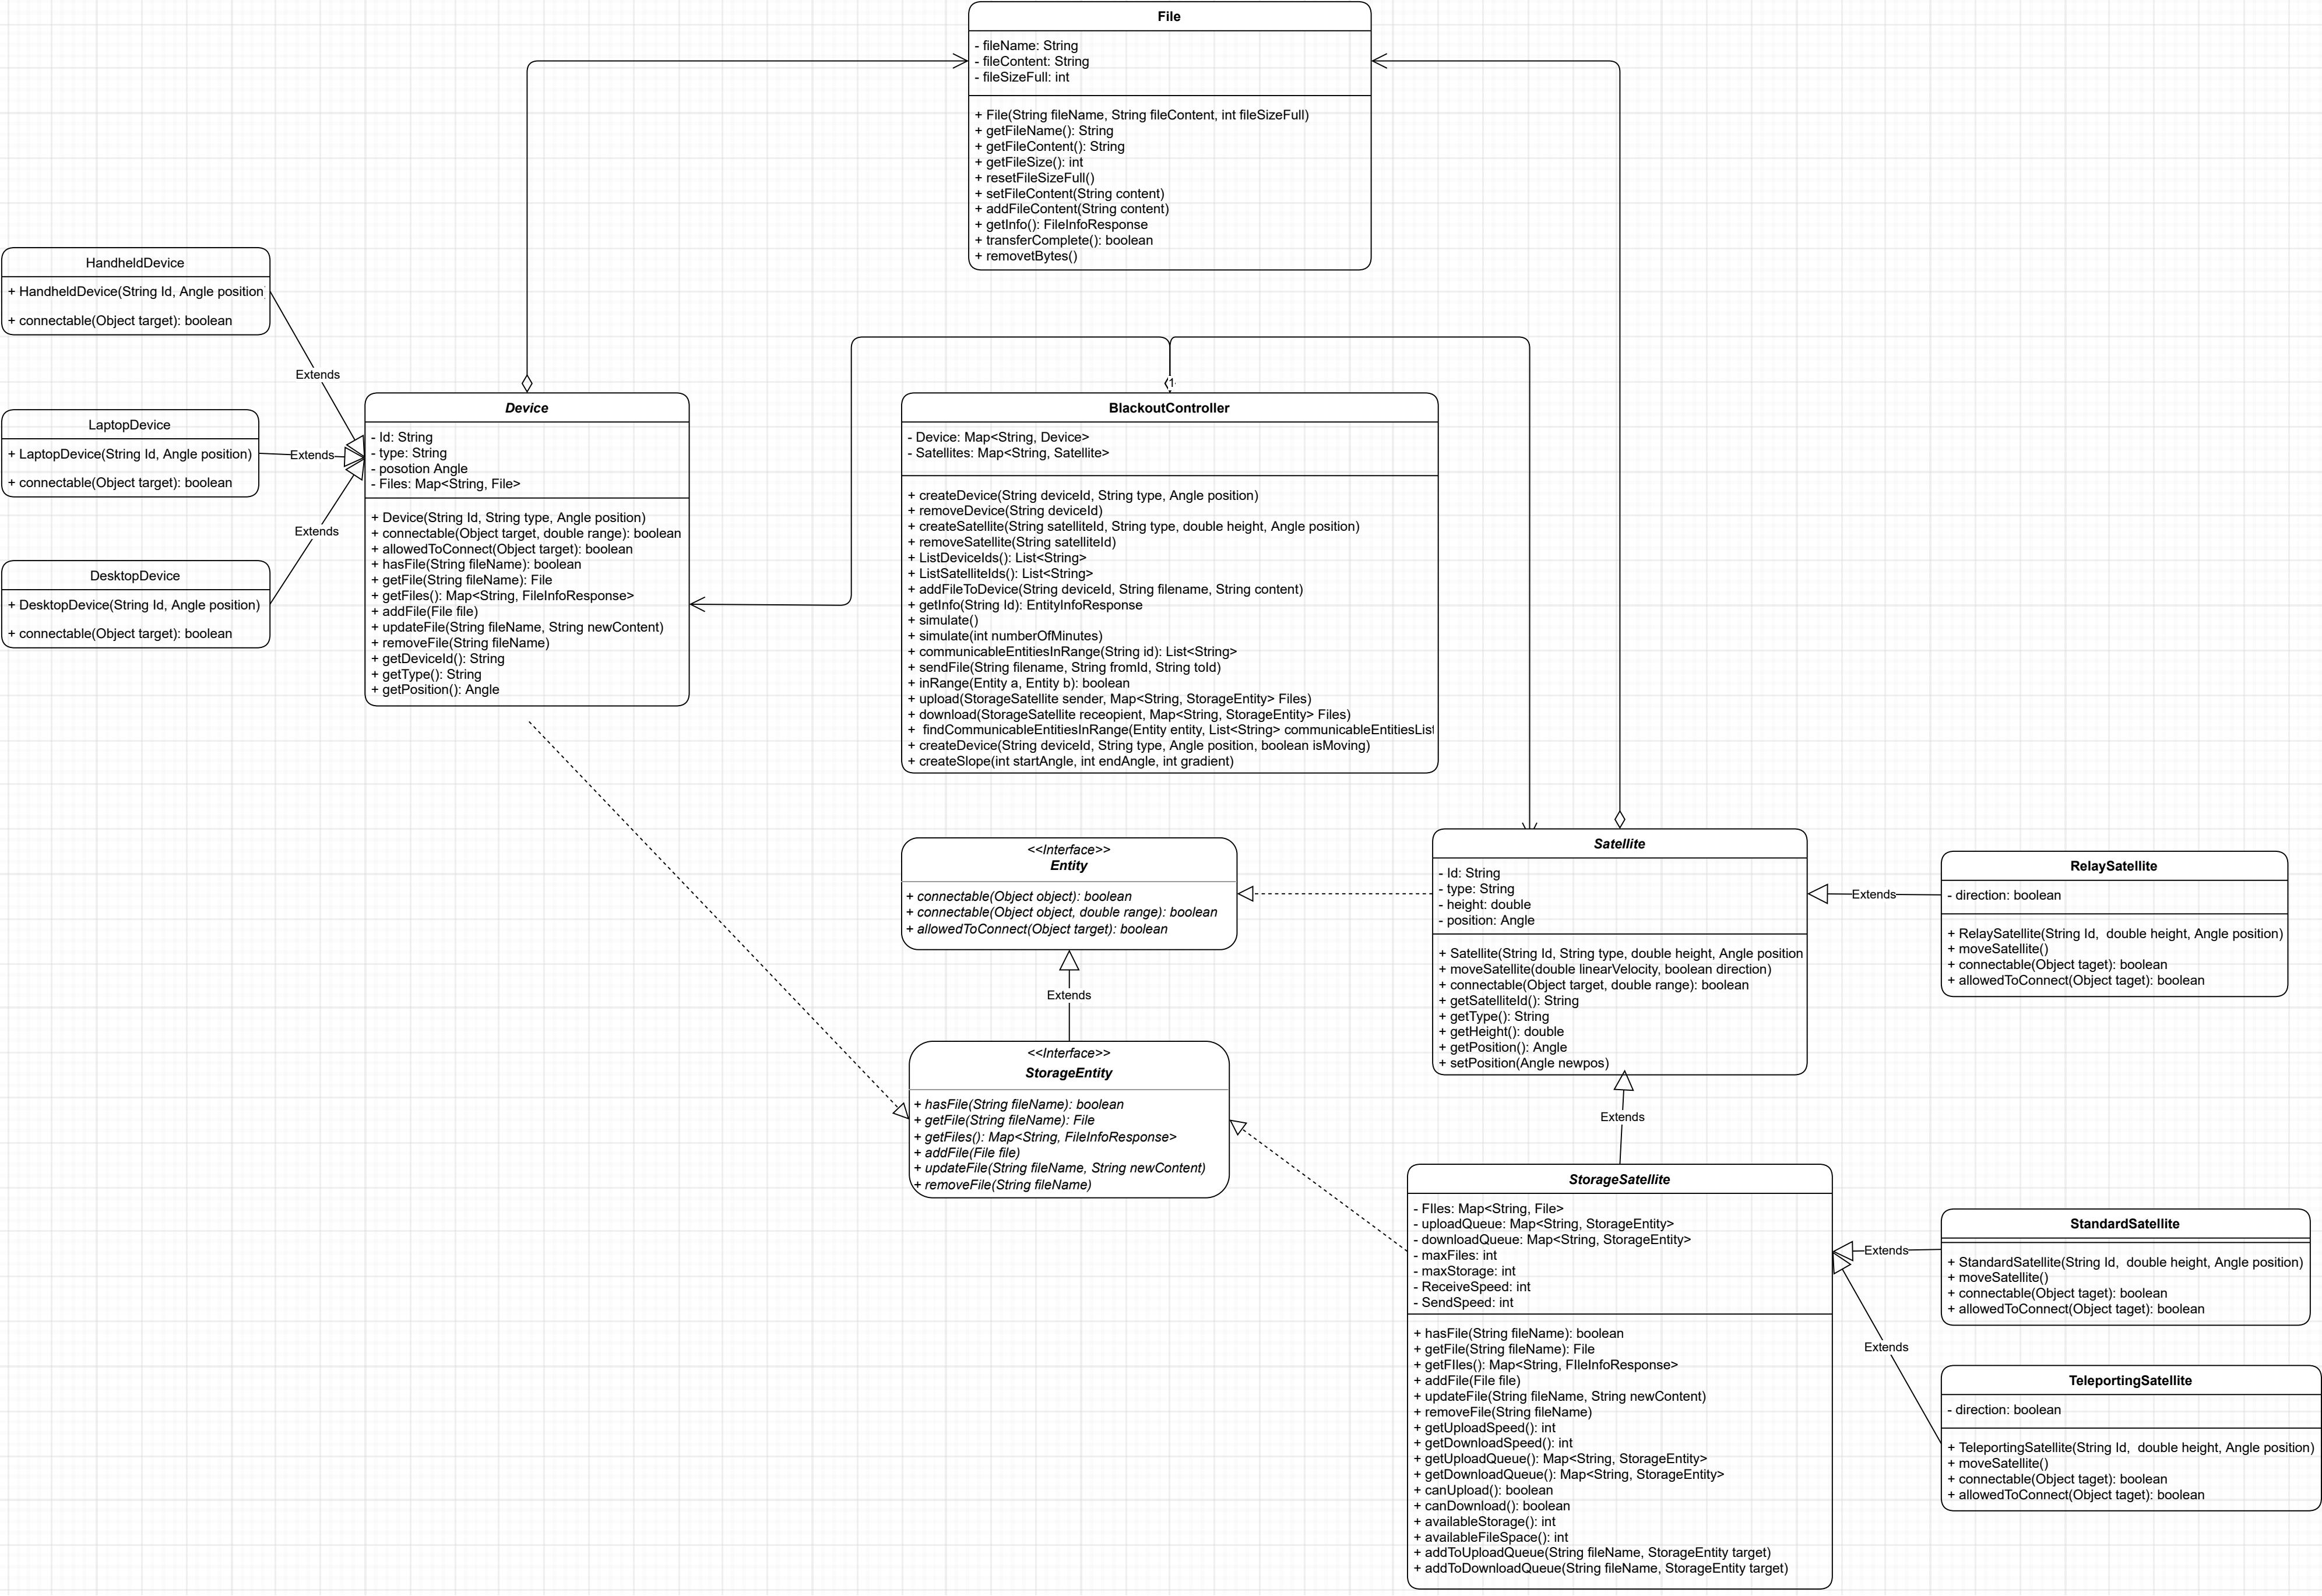 File
- fileName: String
- fileContent: String
- fileSizeFull: int
+ File(String fileName, String fileContent, int fileSizeFull)
+ getFileName(): String
+ getFileContent(): String
+ getFileSize(): int
+ resetFileSizeFull()
+ setFileContent(String content)
+ addFileContent(String content)
+ getInfo(): FileInfoResponse
+ transferComplete(): boolean
+ removetBytes()
HandheldDevice
+ HandheldDevice(String Id, Angle position
+ connectable(Object target): boolean
Extends
LaptopDevice
+ LaptopDevice(String Id, Angle position)
+ connectable(Object target): boolean
Extends
DesktopDevice
+ DesktopDevice(String Id, Angle position)
+ connectable(Object target): boolean
Extends
Device
- Id: String
- type: String
- posotion Angle
- Files: Map<String, File>
+ Device(String Id, String type, Angle position)
+ connectable(Object target, double range): boolean
+ allowedToConnect(Object target): boolean
+ hasFile(String fileName): boolean
+ getFile(String fileName): File
+ getFiles(): Map<String, FileInfoResponse>
+ addFile(File file)
+ updateFile(String fileName, String newContent)
+ removeFile(String fileName)
+ getDeviceId(): String
+ getType(): String
+ getPosition(): Angle
1
BlackoutController
- Device: Map<String, Device>
- Satellites: Map<String, Satellite>
+ createDevice(String deviceId, String type, Angle position)
+ removeDevice(String deviceId)
+ createSatellite(String satelliteId, String type, double height, Angle position)
+ removeSatellite(String satelliteId)
+ ListDeviceIds(): List<String>
+ ListSatelliteIds(): List<String>
+ addFileToDevice(String deviceId, String filename, String content)
+ getInfo(String Id): EntityInfoResponse
+ simulate()
+ simulate(int numberOfMinutes)
+ communicableEntitiesInRange(String id): List<String>
+ sendFile(String filename, String fromId, String toId)
+ inRange(Entity a, Entity b): boolean
+ upload(StorageSatellite sender, Map<String, StorageEntity> Files)
+ download(StorageSatellite receopient, Map<String, StorageEntity> Files)
+  findCommunicableEntitiesInRange(Entity entity, List<String> communicableEntitiesList
+ createDevice(String deviceId, String type, Angle position, boolean isMoving)
+ createSlope(int startAngle, int endAngle, int gradient)
<<Interface>>
Entity
+ connectable(Object object): boolean
+ connectable(Object object, double range): boolean
+ allowedToConnect(Object target): boolean
Extends
<<Interface>>
StorageEntity
+ hasFile(String fileName): boolean
+ getFile(String fileName): File
+ getFiles(): Map<String, FileInfoResponse>
+ addFile(File file)
+ updateFile(String fileName, String newContent)
+ removeFile(String fileName)
Satellite
- Id: String
- type: String
- height: double
- position: Angle
+ Satellite(String Id, String type, double height, Angle position
+ moveSatellite(double linearVelocity, boolean direction)
+ connectable(Object target, double range): boolean
+ getSatelliteId(): String
+ getType(): String
+ getHeight(): double
+ getPosition(): Angle
+ setPosition(Angle newpos)
Extends
RelaySatellite
- direction: boolean
+ RelaySatellite(String Id,  double height, Angle position)
+ moveSatellite()
+ connectable(Object taget): boolean
+ allowedToConnect(Object taget): boolean
Extends
StorageSatellite
- FIles: Map<String, File>
- uploadQueue: Map<String, StorageEntity>
- downloadQueue: Map<String, StorageEntity>
- maxFiles: int
- maxStorage: int
- ReceiveSpeed: int
- SendSpeed: int
+ hasFile(String fileName): boolean
+ getFile(String fileName): File
+ getFIles(): Map<String, FIleInfoResponse>
+ addFile(File file)
+ updateFile(String fileName, String newContent)
+ removeFile(String fileName)
+ getUploadSpeed(): int
+ getDownloadSpeed(): int
+ getUploadQueue(): Map<String, StorageEntity>
+ getDownloadQueue(): Map<String, StorageEntity>
+ canUpload(): boolean
+ canDownload(): boolean
+ availableStorage(): int
+ availableFileSpace(): int
+ addToUploadQueue(String fileName, StorageEntity target)
+ addToDownloadQueue(String fileName, StorageEntity target)
Extends
StandardSatellite
+ StandardSatellite(String Id,  double height, Angle position)
+ moveSatellite()
+ connectable(Object taget): boolean
+ allowedToConnect(Object taget): boolean
Extends
TeleportingSatellite
- direction: boolean
+ TeleportingSatellite(String Id,  double height, Angle position)
+ moveSatellite()
+ connectable(Object taget): boolean
+ allowedToConnect(Object taget): boolean